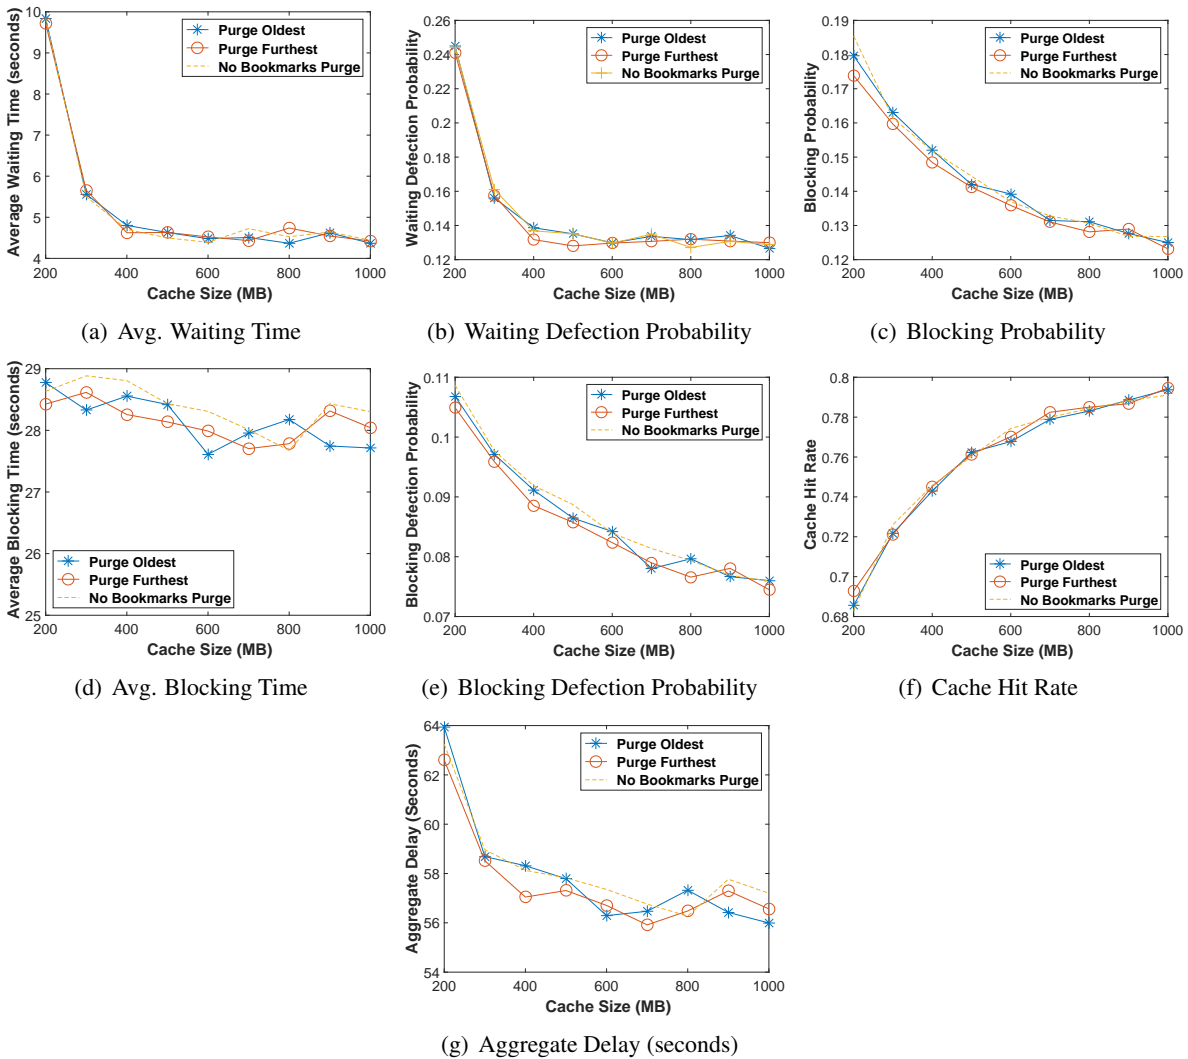 10
9
8
7
6
5
4
200 400 600 800 1000
Average Waiting Time (seconds)
Cache Size (MB)
Purge Oldest
Purge Furthest
No Bookmarks Purge
(a) Avg. Waiting Time
0.26
0.24
0.22
0.2
0.18
0.16
0.14
0.12
200 400 600 800 1000
Waiting Defection Probability
Cache Size (MB)
Purge Oldest
Purge Furthest
No Bookmarks Purge
(b) Waiting Defection Probability
0.19
0.18
0.17
0.16
0.15
0.14
0.13
0.12
200 400 600 800 1000
Blocking Probability
Cache Size (MB)
Purge Oldest
Purge Furthest
No Bookmarks Purge
(c) Blocking Probability
29
28
27
26
25
200 400 600 800 1000
Average Blocking Time (seconds)
Cache Size (MB)
Purge Oldest
Purge Furthest
No Bookmarks Purge
(d) Avg. Blocking Time
0.11
0.1
0.09
0.08
0.07
200 400 600 800 1000
Blocking Defection Probability
Cache Size (MB)
Purge Oldest
Purge Furthest
No Bookmarks Purge
(e) Blocking Defection Probability
0.8
0.78
0.76
0.74
0.72
0.7
0.68
200 400 600 800 1000
Cache Hit Rate
Cache Size (MB)
Purge Oldest
Purge Furthest
No Bookmarks Purge
(f) Cache Hit Rate
64
62
60
58
56
54
200 400 600 800 1000
Aggregate Delay (Seconds)
Cache Size (MB)
Purge Oldest
Purge Furthest
No Bookmarks Purge
(g) Aggregate Delay (seconds)